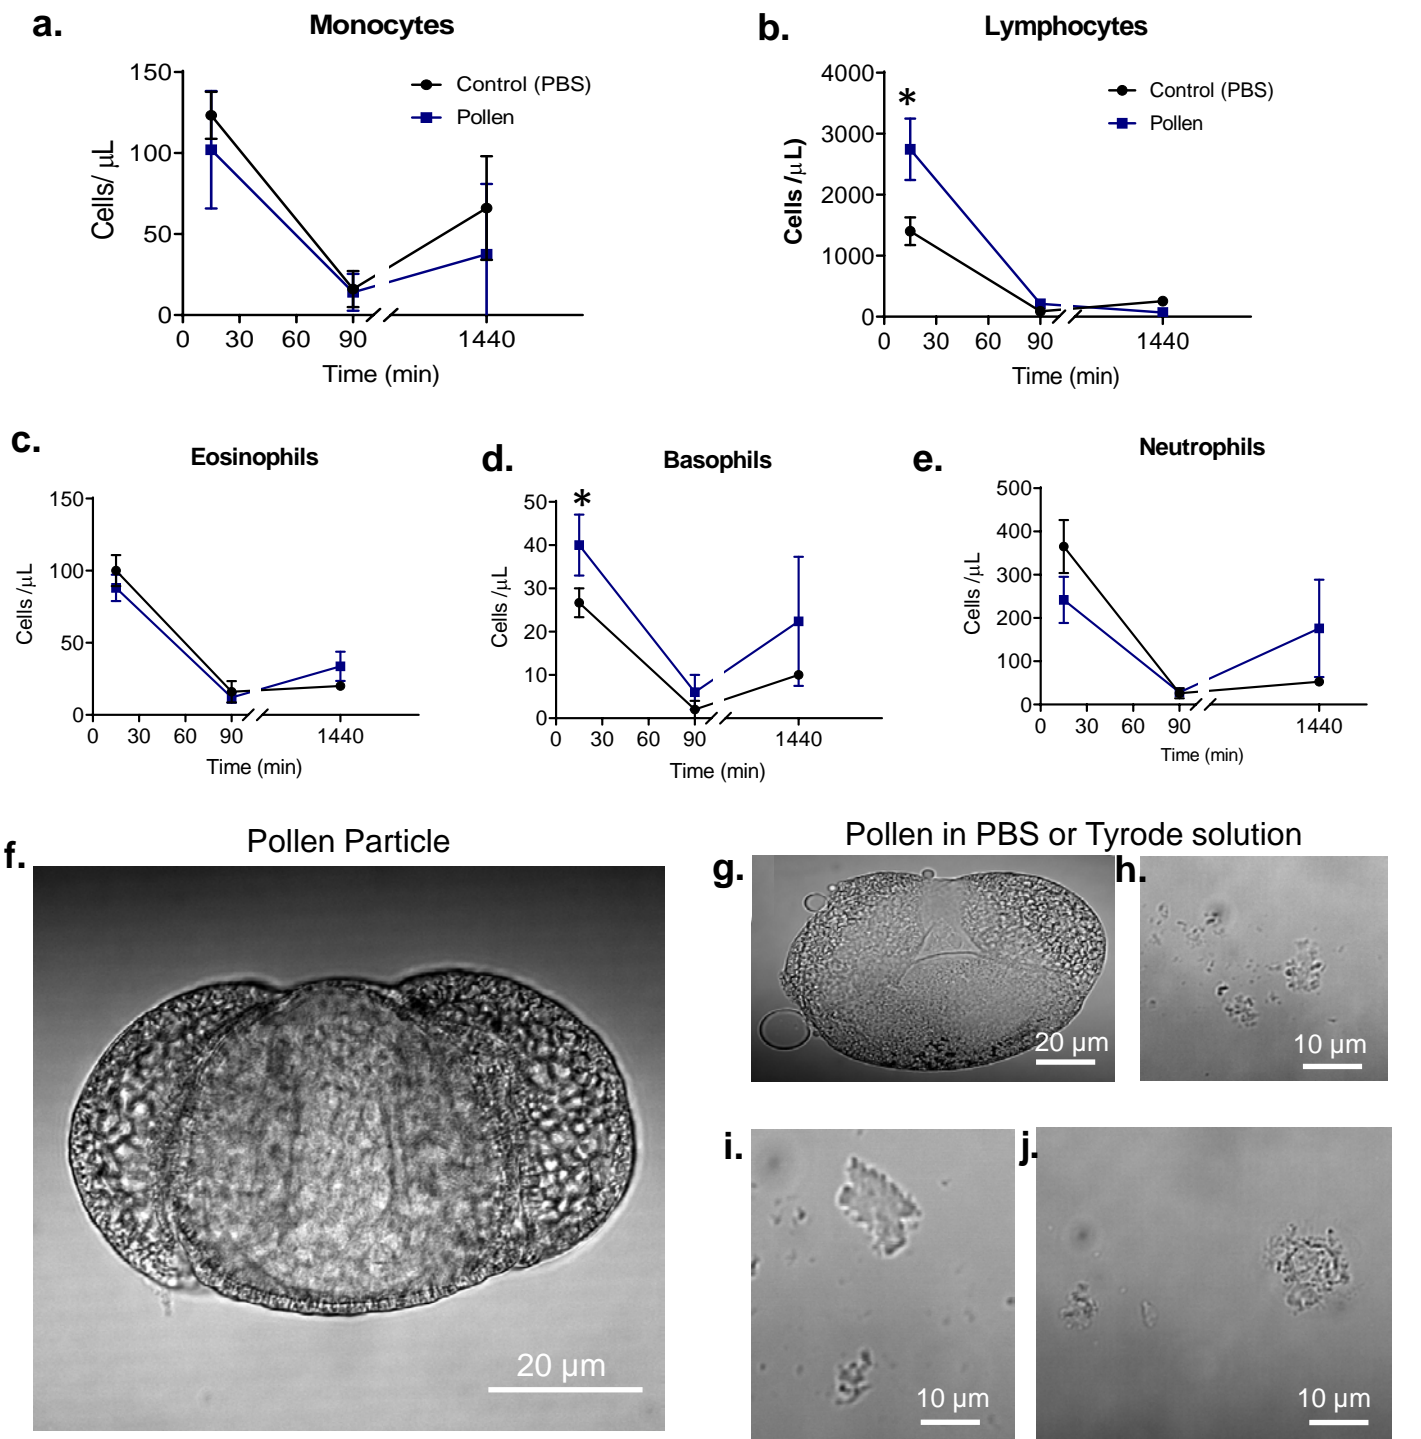 a.
Monocytes
Cells/ μL
150
100
50
0
0 30 60 90 1440
Time (min)
Control (PBS)
Pollen
b.
Lymphocytes
Cells /μL)
4000
3000
2000
1000
0
*
0 30 60 90 1440
Time (min)
Control (PBS)
Pollen
c.
Eosinophils
Cells /μL
150
100
50
0
0 30 60 90 1440
Time (min)
d.
Basophils
Cells /μL
50
40
30
20
10
0
*
0 30 60 90 1440
Time (min)
e.
Neutrophils
Cells /μL
500
400
300
200
100
0
0 30 60 90 1440
Time (min)
f.
Pollen Particle
20 μm
Pollen in PBS or Tyrode solution
g.
20 μm
h.
10 μm
i.
10 μm
j.
10 μm